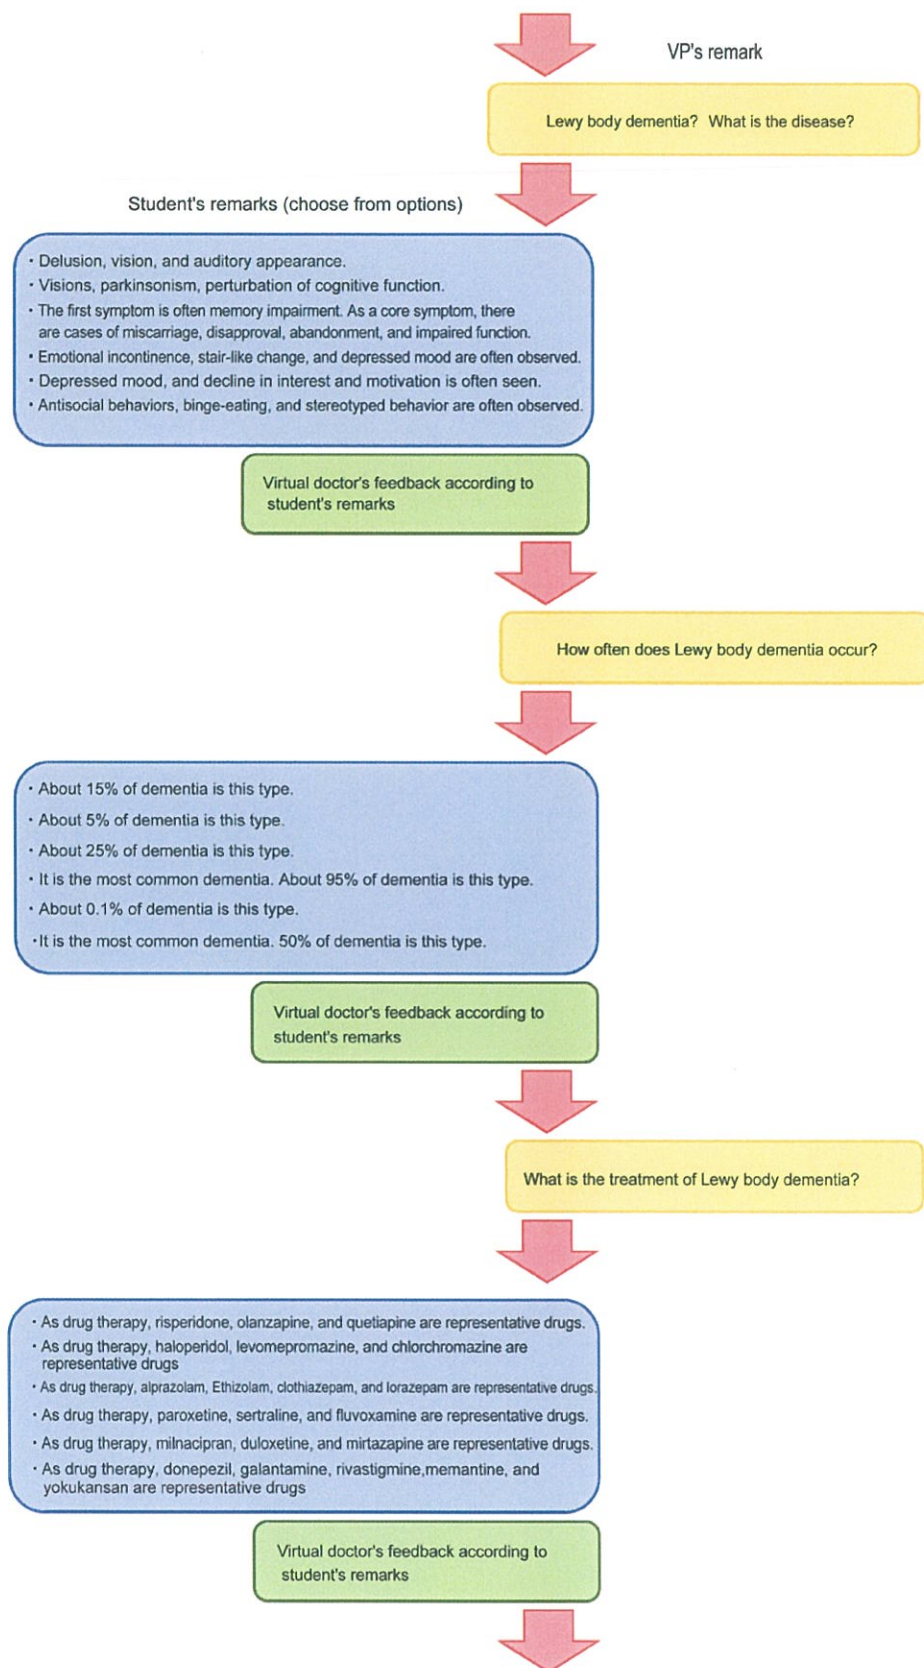 VP's remark
Lewy body dementia? What is the disease?
Student's remarks (choose from options)
· Delusion, vision, and auditory appearance.
· Visions, parkinsonism, perturbation of cognitive function.
· The first symptom is often memory impairment. As a core symptom, there
are cases of miscarriage, disapproval, abandonment, and impaired function.
· Emotional incontinence, stair-like change, and depressed mood are often observed.
· Depressed mood, and decline in interest and motivation is often seen.
· Antisocial behaviors, binge-eating, and stereotyped behavior are often observed.
Virtual doctor's feedback according to
student's remarks
How often does Lewy body dementia occur?
· About 15% of dementia is this type.
· About 5% of dementia is this type.
· About 25% of dementia is this type.
· It is the most common dementia. About 95% of dementia is this type.
· About 0.1% of dementia is this type.
·It is the most common dementia. 50% of dementia is this type.
Virtual doctor's feedback according to
student's remarks
What is the treatment of Lewy body dementia?
· As drug therapy, risperidone, olanzapine, and quetiapine are representative drugs.
· As drug therapy, haloperidol, levomepromazine, and chlorchromazine are
representative drugs
· As drug therapy, alprazolam, Ethizolam, clothiazepam, and lorazepam are representative drugs.
· As drug therapy, paroxetine, sertraline, and fluvoxamine are representative drugs.
· As drug therapy, milnacipran, duloxetine, and mirtazapine are representative drugs.
· As drug therapy, donepezil, galantamine, rivastigmine,memantine, and
yokukansan are representative drugs
Virtual doctor's feedback according to
student's remarks